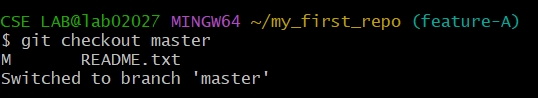 CSE LAB@lab02027 MINGW64 ~/my_first_repo (feature-A)
$ git checkout master
M       README.txt
Switched to branch 'master'